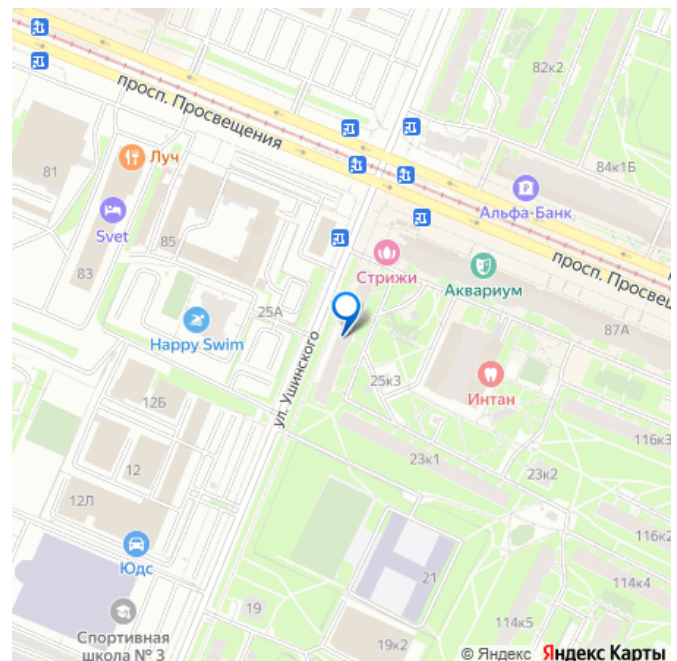 просп. Просвещения
82к2
Луч
81
84к1Б
Альфа-Банк
Svet
85
просп. Просвещ
Стрижи
Аквариум
83
25А
87А
Happy Swim
ул. Ушинского
25к3
Интан
12Б
116к3
23к1
23к2
12
12Л
116к2
Юдс
21
114к4
19
114к5
Спортивная
школа № 3
19к2
© Яндекс Яндекс Карты